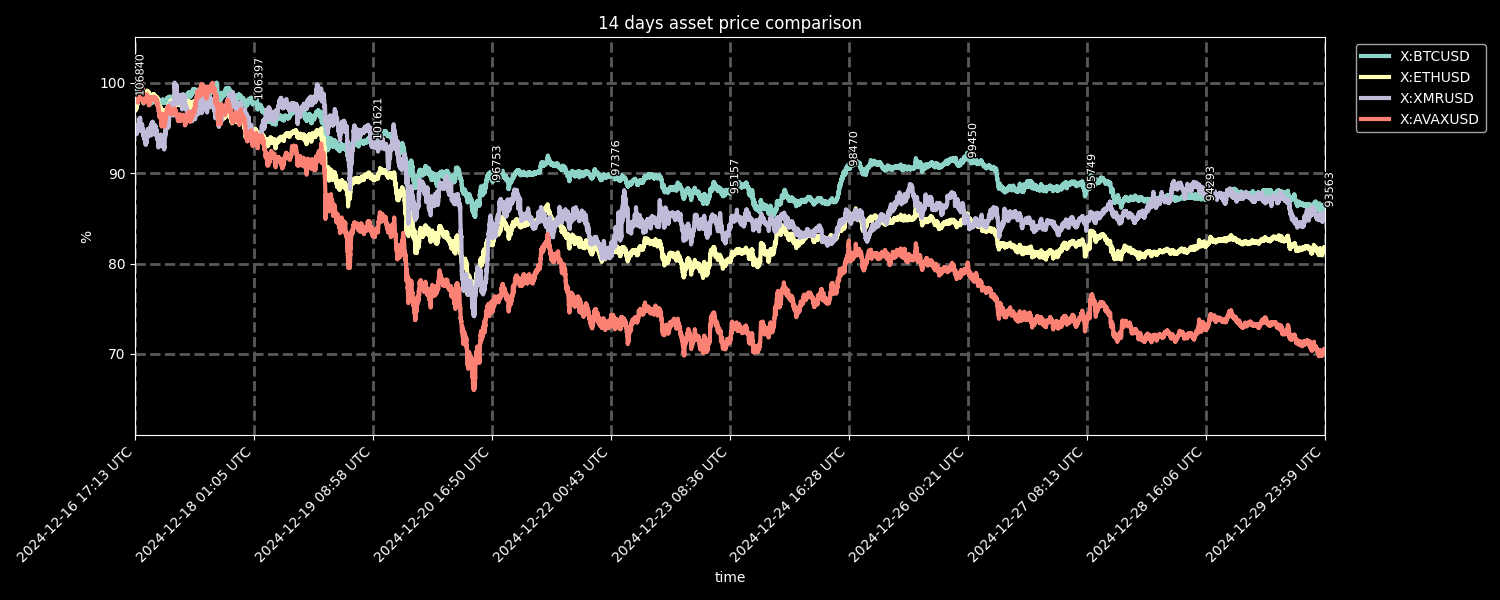 14 days asset price comparison
X:BTCUSD
X:ETHUSD
X:XMRUSD
X:AVAXUSD
100
90
80
70
%
106840
106397
101621
96753
97376
95157
98470
99450
95749
94293
93563
2024-12-16 17:13 UTC
2024-12-18 01:05 UTC
2024-12-19 08:58 UTC
2024-12-20 16:50 UTC
2024-12-22 00:43 UTC
2024-12-23 08:36 UTC
2024-12-24 16:28 UTC
2024-12-26 00:21 UTC
2024-12-27 08:13 UTC
2024-12-28 16:06 UTC
2024-12-29 23:59 UTC
time